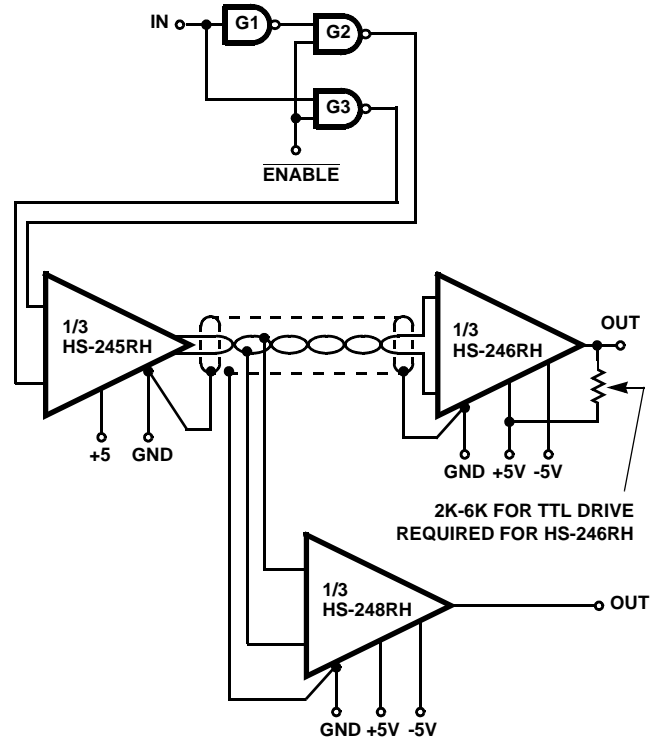 IN
G1
G2
G3
ENABLE
1/3
HS-245RH
+5
GND
1/3
HS-246RH
OUT
GND
+5V
-5V
2K-6K FOR TTL DRIVE
REQUIRED FOR HS-246RH
1/3
HS-248RH
OUT
GND
+5V
-5V